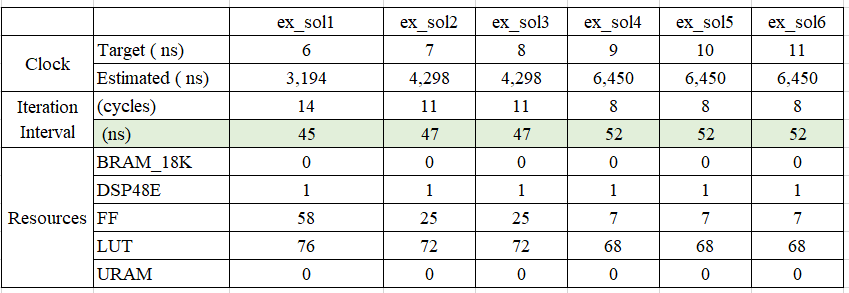 ex_sol1 ex_sol2 ex_sol3 ex_sol4 ex_sol5 ex_sol6
Clock Target ( ns) 6 7 8 9 10 11
Estimated ( ns) 3,194 4,298 4,298 6,450 6,450 6,450
Iteration Interval (cycles) 14 11 11 8 8 8
(ns) 45 47 47 52 52 52
Resources BRAM_18K 0 0 0 0 0 0
DSP48E 1 1 1 1 1 1
FF 58 25 25 7 7 7
LUT 76 72 72 68 68 68
URAM 0 0 0 0 0 0